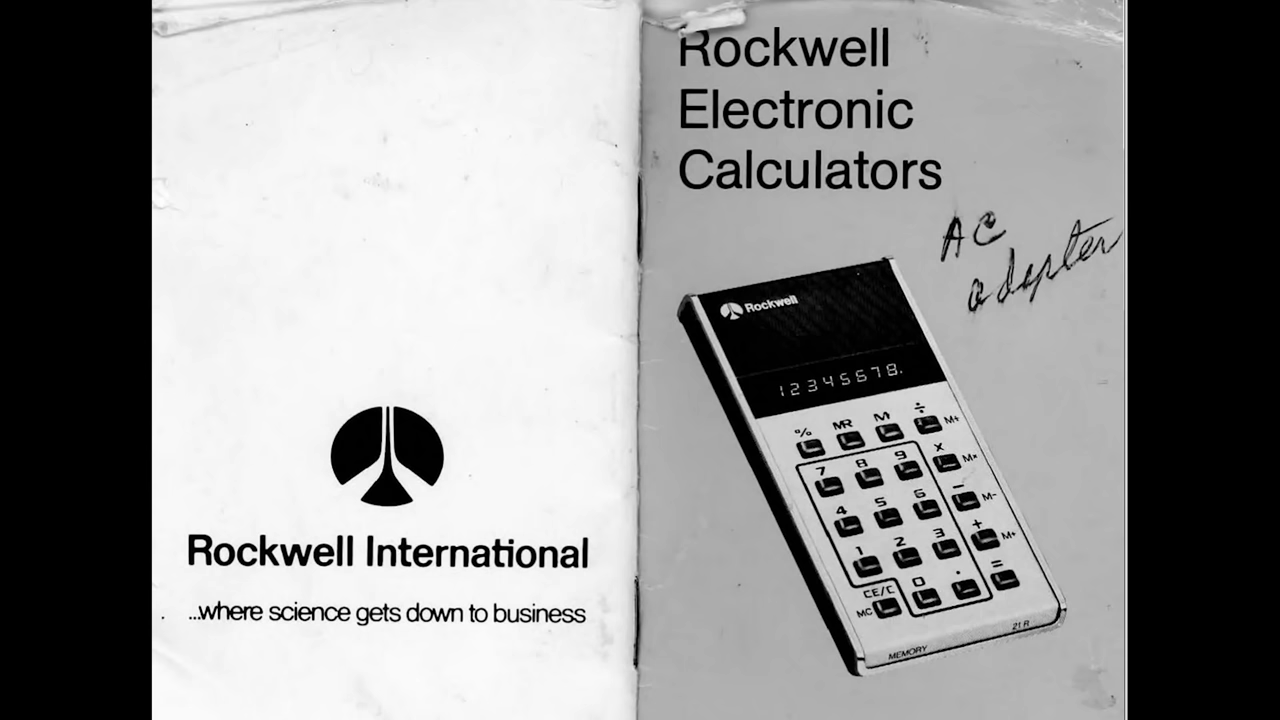 Rockwell International
...where science gets down to business
Rockwell
Electronic
Calculators
AC
adapter
Rockwell
12345678.
% MR M ÷ M+
7 8 9 X M×
4 5 6 − M−
1 2 3 + M+
CE/C 0 . =
MC
MEMORY 21 R